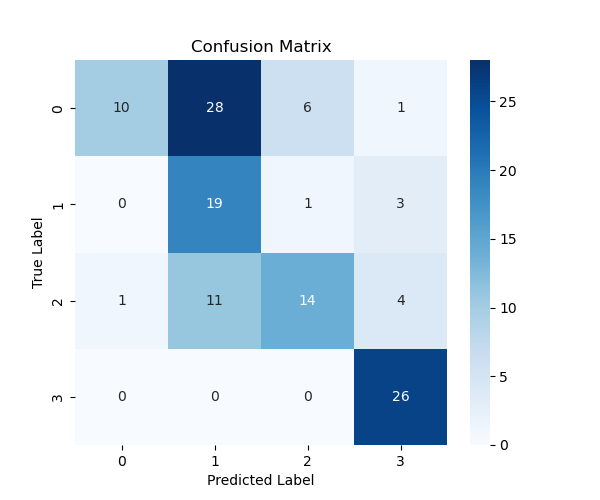 Confusion Matrix
True Label
0 10 28 6 1
1 0 19 1 3
2 1 11 14 4
3 0 0 0 26
0 1 2 3
Predicted Label
25
20
15
10
5
0